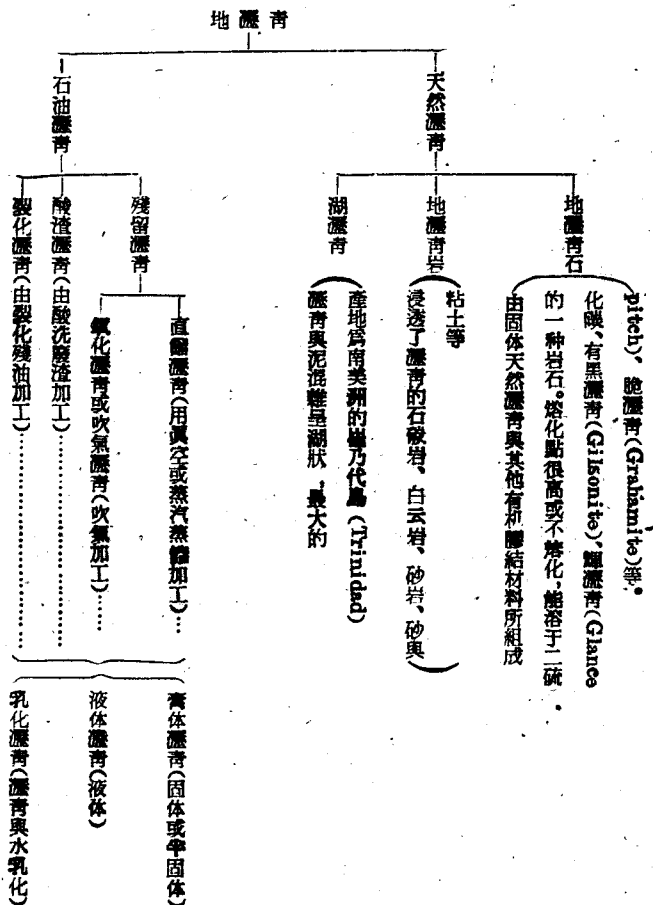 地瀝青
石油瀝青
天然瀝青
裂化瀝青(由裂化殘油加工)…………
酸渣瀝青(由酸洗廢渣加工)…………
殘留瀝青
氧化瀝青或吹氣瀝青(吹氣加工)……
直餾瀝青(用眞空或蒸汽蒸餾加工)…
乳化瀝青(瀝青與水乳化)
液体瀝青(液体)
膏体瀝青(固体或半固体)
湖瀝青
(瀝青與泥混雜呈湖狀,最大的
產地爲南美洲的崔乃代島(Trinidad)
地瀝青岩
(浸透了瀝青的石碳岩、白云岩、砂岩、砂與
粘土等)
地瀝青石
由固体天然瀝青與其他有机膠結材料所組成
的一种岩石。熔化點很高或不熔化,能溶于二硫
化碳、有黑瀝青(Gilsonite)、輝瀝青(Glance
pitch)、脆瀝青(Grahamite)等。